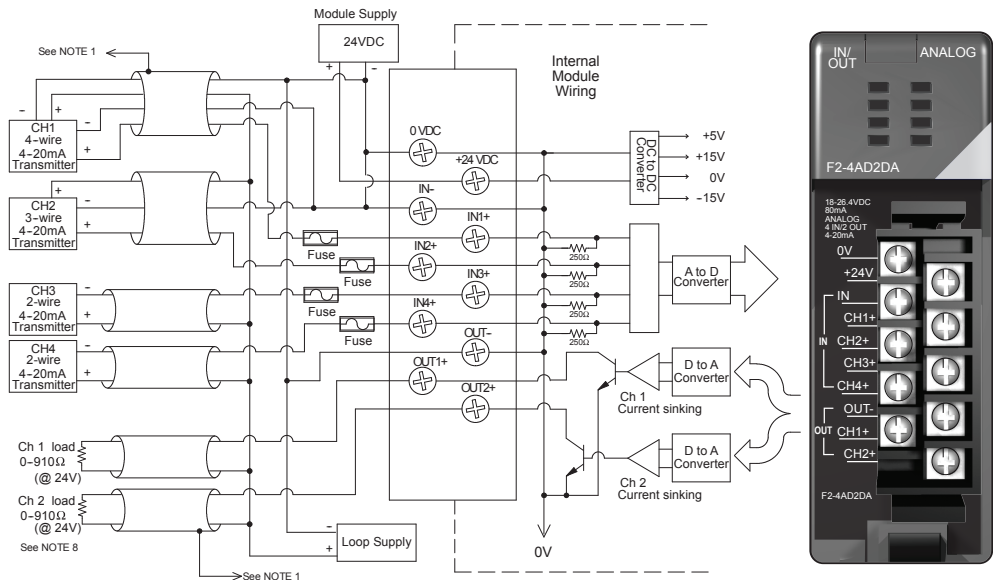 Module Supply
24VDC
+ -
See NOTE 1
- +
CH1
4-wire
4-20mA
Transmitter
-
+
+
CH2
3-wire
4-20mA
Transmitter
-
+
CH3
2-wire
4-20mA
Transmitter
-
+
CH4
2-wire
4-20mA
Transmitter
-
+
Ch 1 load
0-910Ω
(@ 24V)
Ch 2 load
0-910Ω
(@ 24V)
See NOTE 8
See NOTE 1
Fuse
Fuse
Fuse
Fuse
-
+
Loop Supply
0 VDC
+24 VDC
IN-
IN1+
IN2+
IN3+
IN4+
OUT-
OUT1+
OUT2+
Internal
Module
Wiring
DC to DC
Converter
+5V
+15V
0V
-15V
250Ω
250Ω
250Ω
250Ω
A to D
Converter
D to A
Converter
Ch 1
Current sinking
D to A
Converter
Ch 2
Current sinking
0V
IN/
OUT
ANALOG
F2-4AD2DA
18-26.4VDC
80mA
ANALOG
4 IN/2 OUT
4-20mA
0V
+24V
IN
CH1+
IN
CH2+
CH3+
CH4+
OUT-
OUT
CH1+
CH2+
F2-4AD2DA